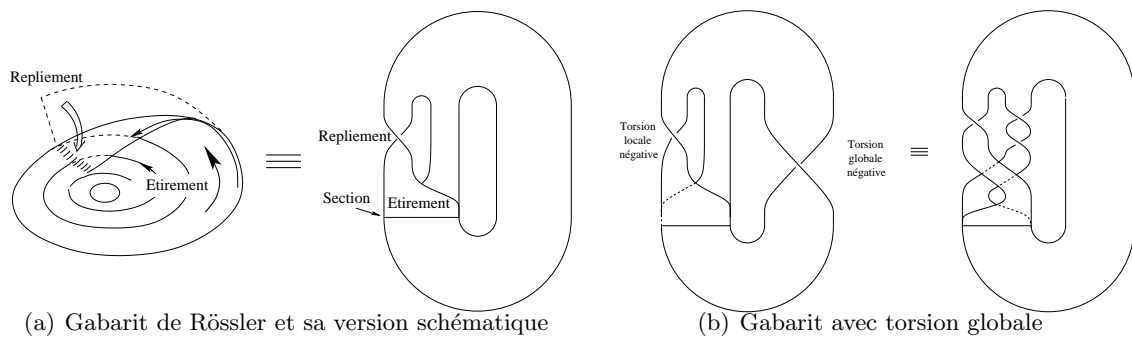 Repliement
Etirement
Repliement
Section
Etirement
(a) Gabarit de Rössler et sa version schématique
Torsion
locale
négative
Torsion
globale
négative
(b) Gabarit avec torsion globale